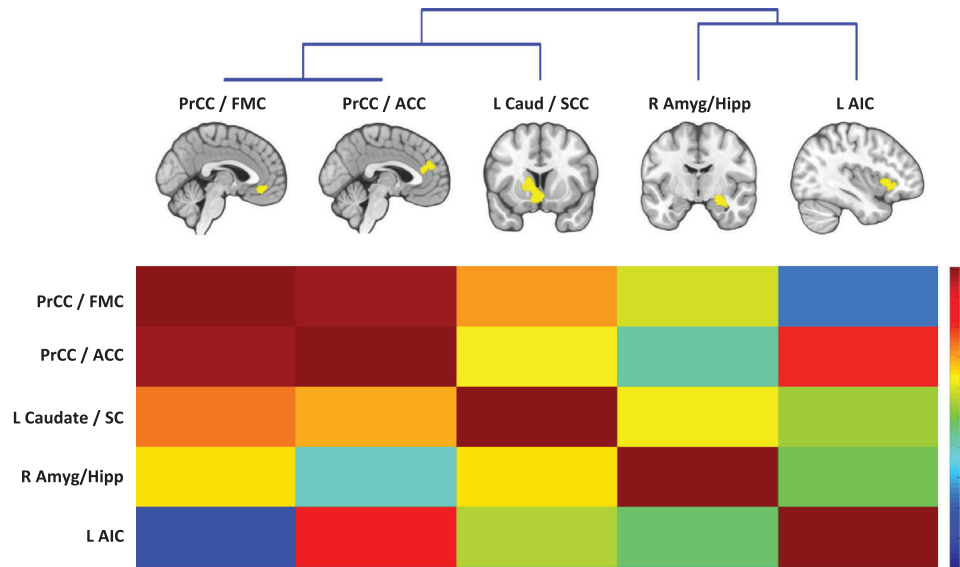 PrCC / FMC
PrCC / ACC
L Caud / SCC
R Amyg/Hipp
L AIC
PrCC / FMC
PrCC / ACC
L Caudate / SC
R Amyg/Hipp
L AIC